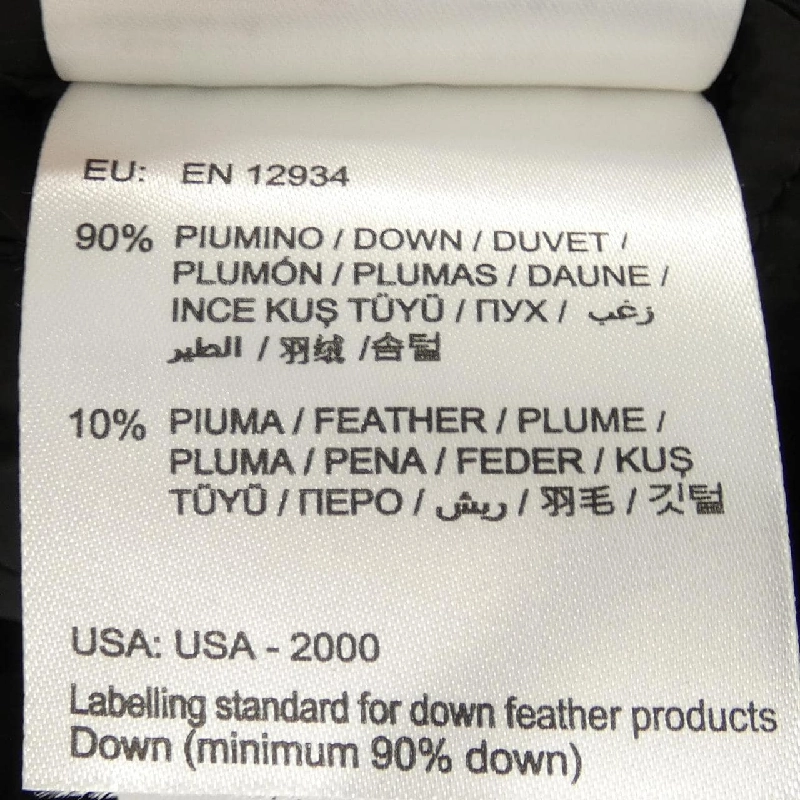 EU: EN 12934
90% PIUMINO / DOWN / DUVET /
PLUMÓN / PLUMAS / DAUNE /
INCE KUŞ TÜYÜ / ПУХ / زغب
الطير / 羽绒 /솜털
10% PIUMA / FEATHER / PLUME /
PLUMA / PENA / FEDER / KUŞ
TÜYÜ / ПЕРО / ريش / 羽毛 / 깃털
USA: USA - 2000
Labelling standard for down feather products
Down (minimum 90% down)